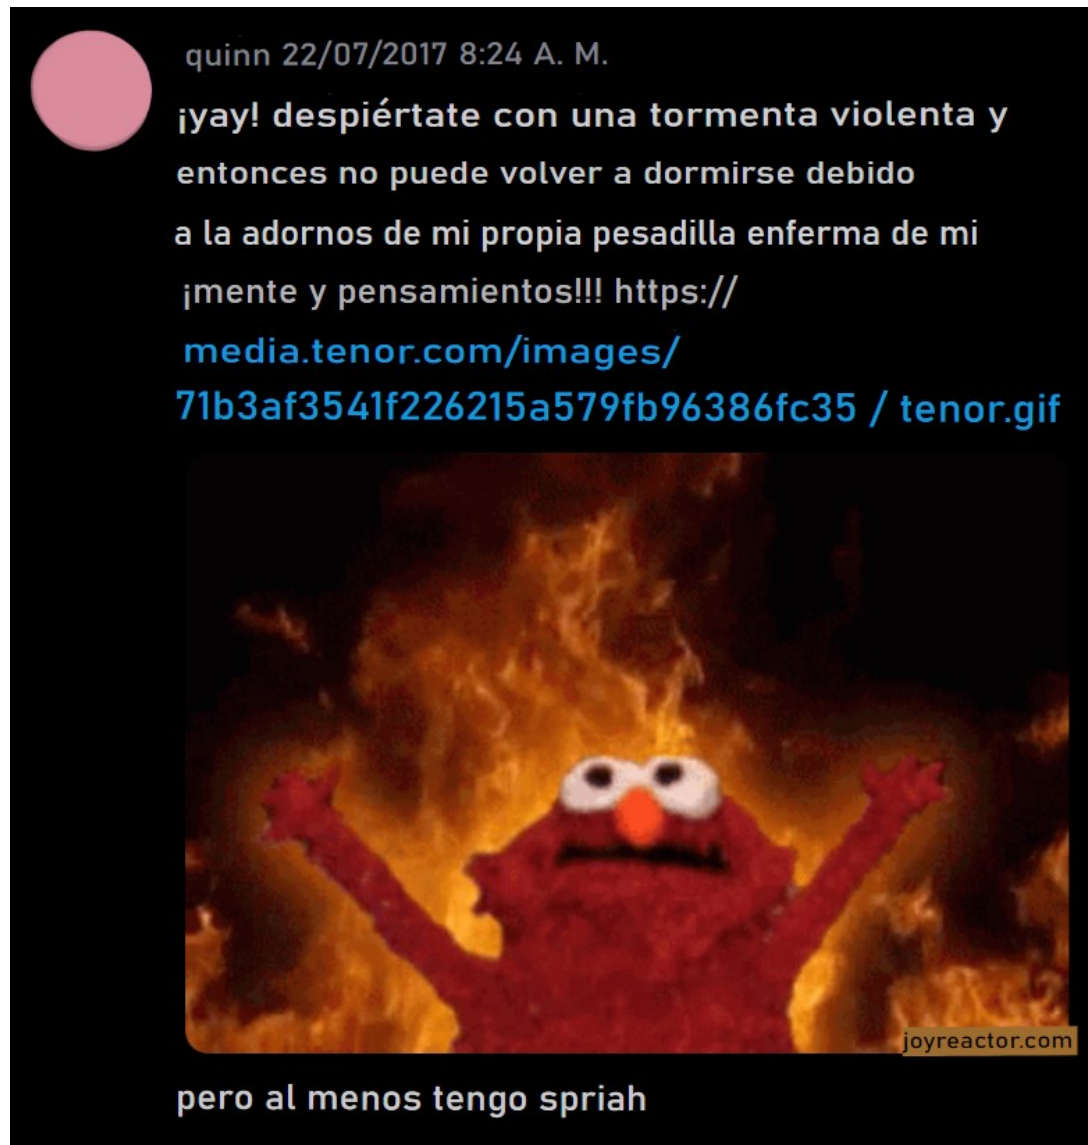 quinn 22/07/2017 8:24 A. M.
¡yay! despiértate con una tormenta violenta y
entonces no puede volver a dormirse debido
a la adornos de mi propia pesadilla enferma de mi
¡mente y pensamientos!!! https://
media.tenor.com/images/
71b3af3541f226215a579fb96386fc35 / tenor.gif
joyreactor.com
pero al menos tengo spriah